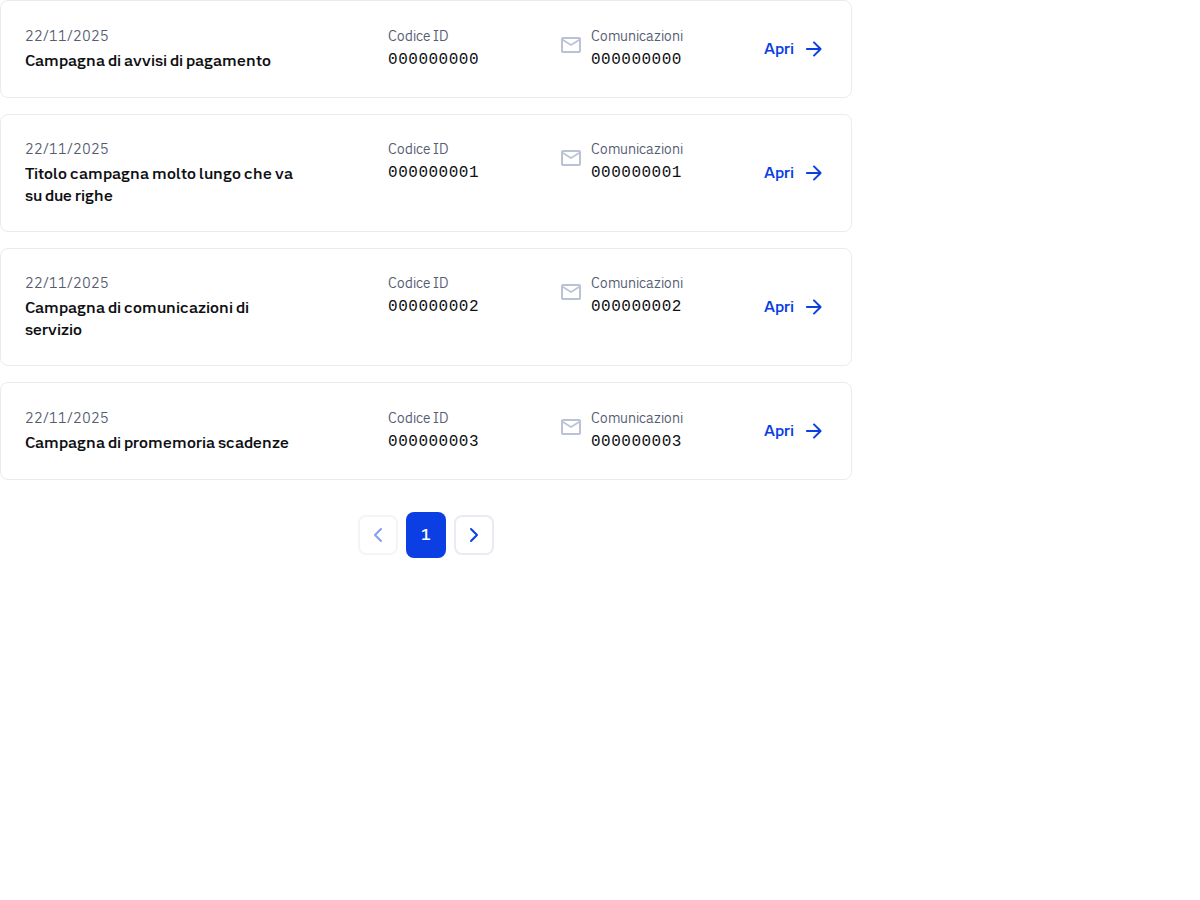 22/11/2025
Campagna di avvisi di pagamento
Codice ID
000000000
Comunicazioni
000000000
Apri
22/11/2025
Titolo campagna molto lungo che va
su due righe
Codice ID
000000001
Comunicazioni
000000001
Apri
22/11/2025
Campagna di comunicazioni di
servizio
Codice ID
000000002
Comunicazioni
000000002
Apri
22/11/2025
Campagna di promemoria scadenze
Codice ID
000000003
Comunicazioni
000000003
Apri
1